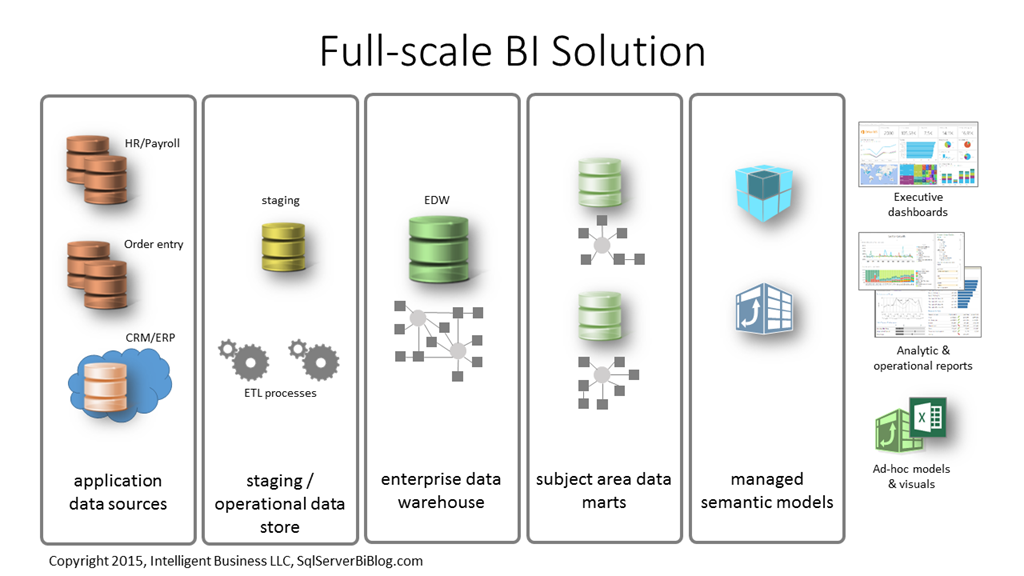 Full-scale BI Solution
HR/Payroll
Order entry
CRM/ERP
application
data sources
staging
ETL processes
staging /
operational data
store
EDW
enterprise data
warehouse
subject area data
marts
managed
semantic models
Executive
dashboards
Analytic &
operational reports
X
Ad-hoc models
& visuals
Copyright 2015, Intelligent Business LLC, SqlServerBiBlog.com